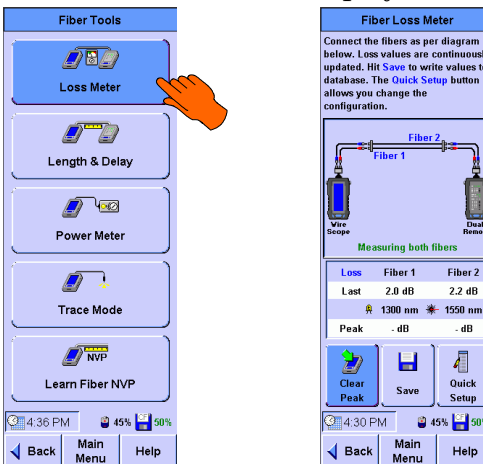 Fiber Tools
Loss Meter
Length & Delay
Power Meter
Trace Mode
NVP
Learn Fiber NVP
4:36 PM 45% CF 50%
Back Main Menu Help
Fiber Loss Meter
Connect the fibers as per diagram
below. Loss values are
updated. Hit Save to write values
database. The Quick Setup button
allows you change the
configuration.
Fiber 2
Fiber 1
Wire
Scope
Dual
Measuring both fibers
Loss Fiber 1 Fiber 2
Last 2.0 dB 2.2 dB
1300 nm 1550 nm
Peak - dB - dB
Clear
Peak
Save
Quick
Setup
4:30 PM 45% CF
Back Main Menu Help